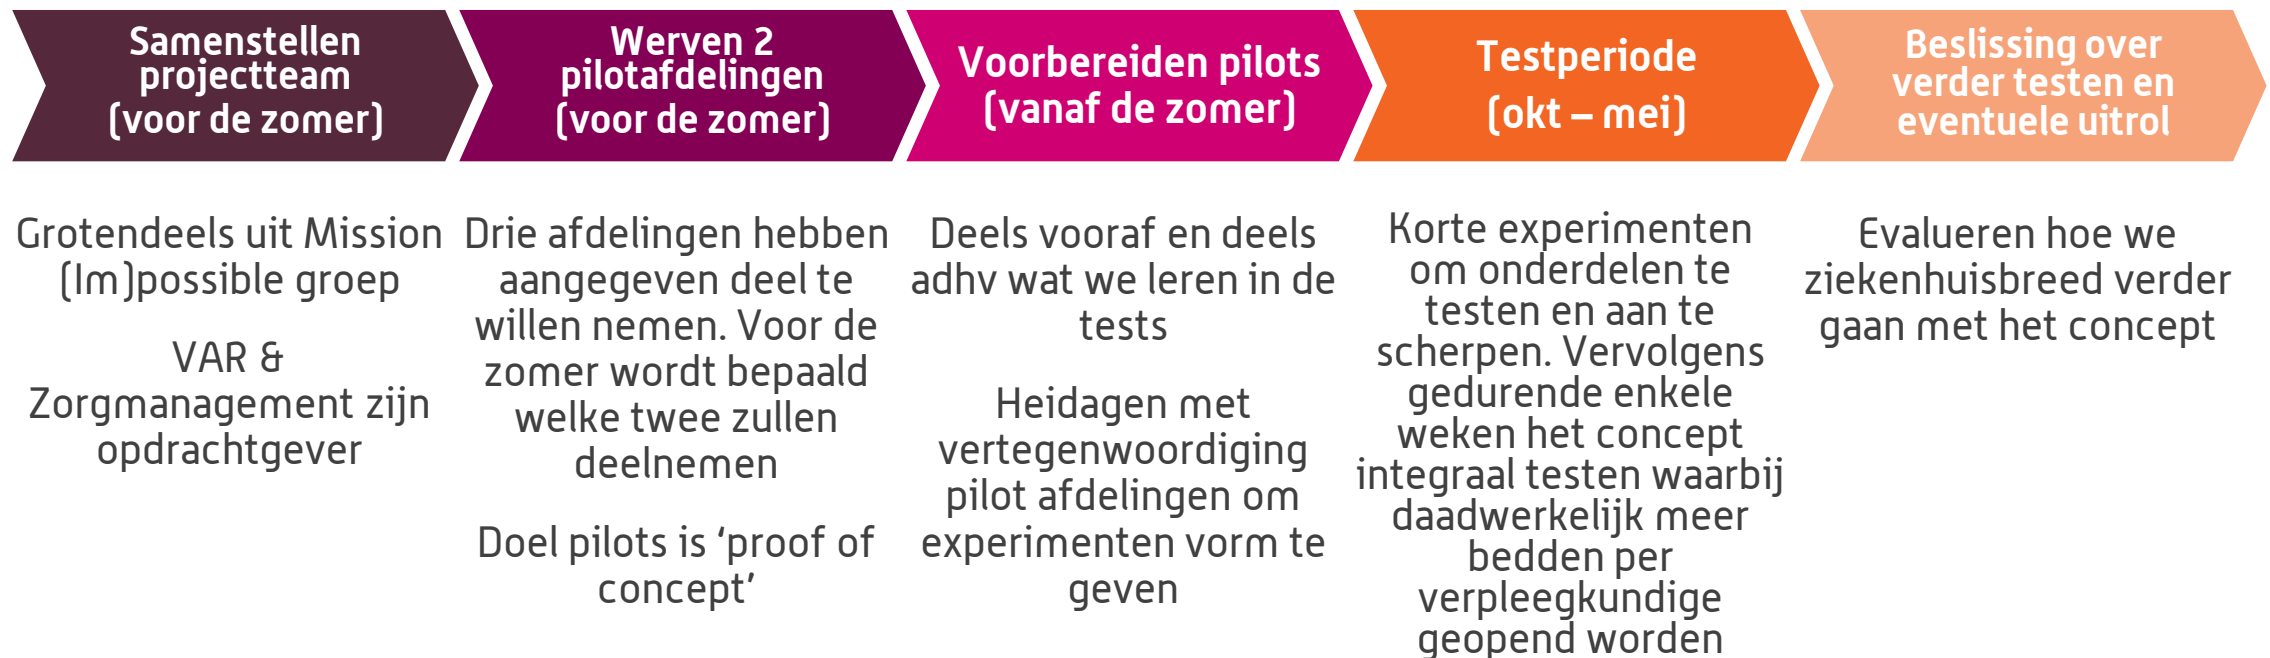 Samenstellen
projectteam
(voor de zomer)
Werven 2
pilotafdelingen
(voor de zomer)
Voorbereiden pilots
(vanaf de zomer)
Testperiode
(okt – mei)
Beslissing over
verder testen en
eventuele uitrol
Grotendeels uit Mission
(Im)possible groep
VAR &
Zorgmanagement zijn
opdrachtgever
Drie afdelingen hebben
aangegeven deel te
willen nemen. Voor de
zomer wordt bepaald
welke twee zullen
deelnemen
Doel pilots is ‘proof of
concept’
Deels vooraf en deels
adhv wat we leren in de
tests
Heidagen met
vertegenwoordiging
pilot afdelingen om
experimenten vorm te
geven
Korte experimenten
om onderdelen te
testen en aan te
scherpen. Vervolgens
gedurende enkele
weken het concept
integraal testen waarbij
daadwerkelijk meer
bedden per
verpleegkundige
geopend worden
Evalueren hoe we
ziekenhuisbreed verder
gaan met het concept